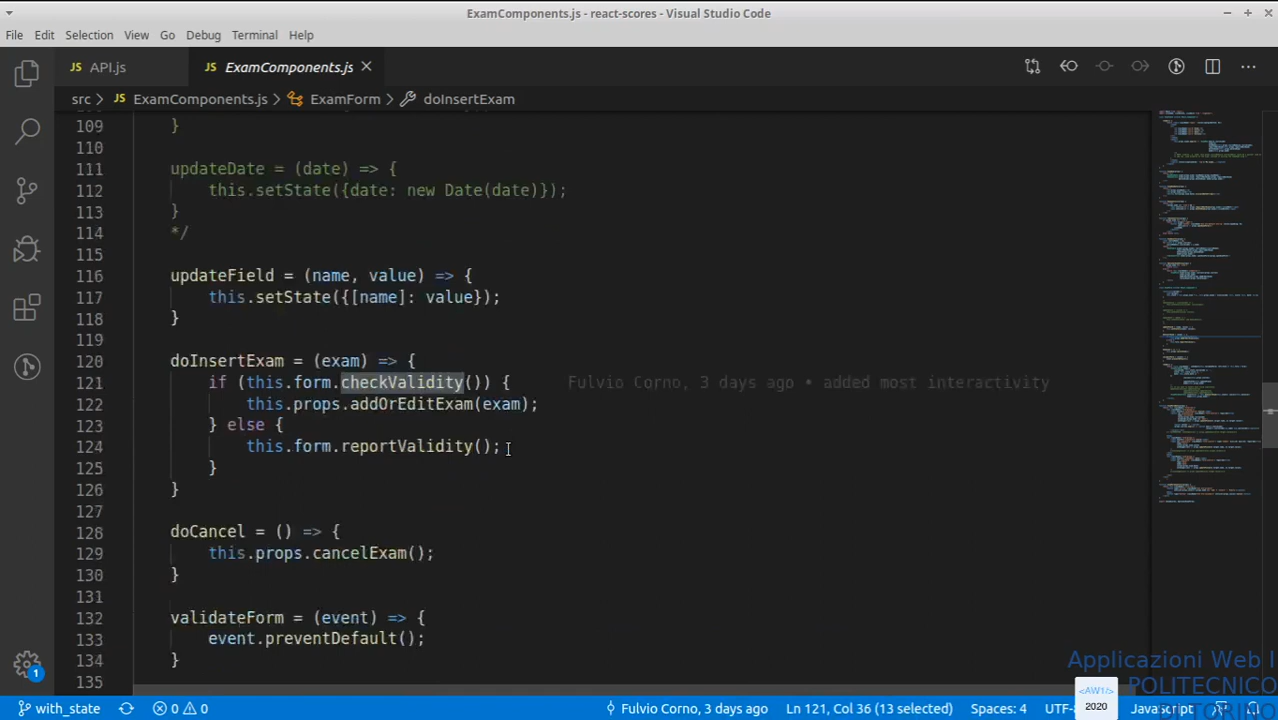 ExamComponents.js - react-scores - Visual Studio Code
File Edit Selection View Go Debug Terminal Help
JS API.js JS ExamComponents.js
src > JS ExamComponents.js > ExamForm > doInsertExam
109 }
110
111 updateDate = (date) => {
112 this.setState({date: new Date(date)});
113 }
114 */
115
116 updateField = (name, value) => {
117 this.setState({[name]: value});
118 }
119
120 doInsertExam = (exam) => {
121 if (this.form.checkValidity()) { Fulvio Corno, 3 days ago • added most interactivity
122 this.props.addOrEditExam(exam);
123 } else {
124 this.form.reportValidity();
125 }
126 }
127
128 doCancel = () => {
129 this.props.cancelExam();
130 }
131
132 validateForm = (event) => {
133 event.preventDefault();
134 }
135
Applicazioni Web I
POLITECNICO
DI TORINO
<AW1/>
2020
1
with_state 0 0 Fulvio Corno, 3 days ago Ln 121, Col 36 (13 selected) Spaces: 4 UTF-8 Javascript